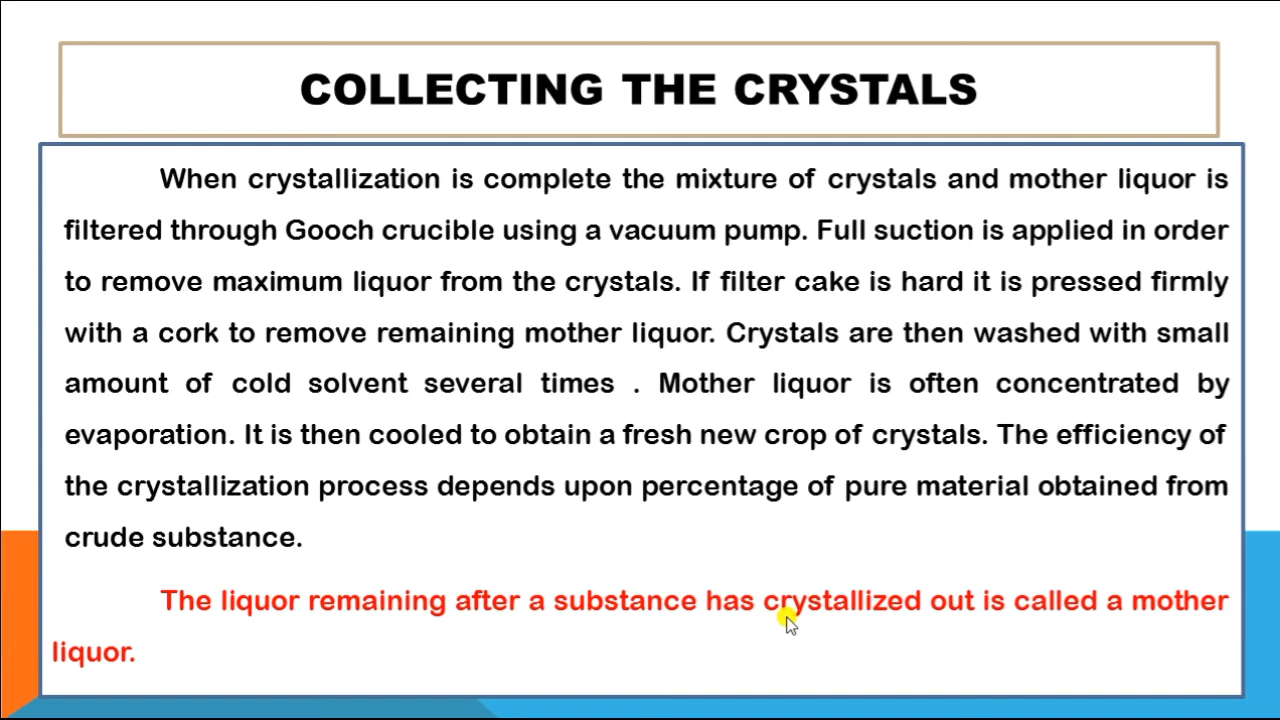 COLLECTING THE CRYSTALS
When crystallization is complete the mixture of crystals and mother liquor is
filtered through Gooch crucible using a vacuum pump. Full suction is applied in order
to remove maximum liquor from the crystals. If filter cake is hard it is pressed firmly
with a cork to remove remaining mother liquor. Crystals are then washed with small
amount of cold solvent several times . Mother liquor is often concentrated by
evaporation. It is then cooled to obtain a fresh new crop of crystals. The efficiency of
the crystallization process depends upon percentage of pure material obtained from
crude substance.
The liquor remaining after a substance has crystallized out is called a mother
liquor.